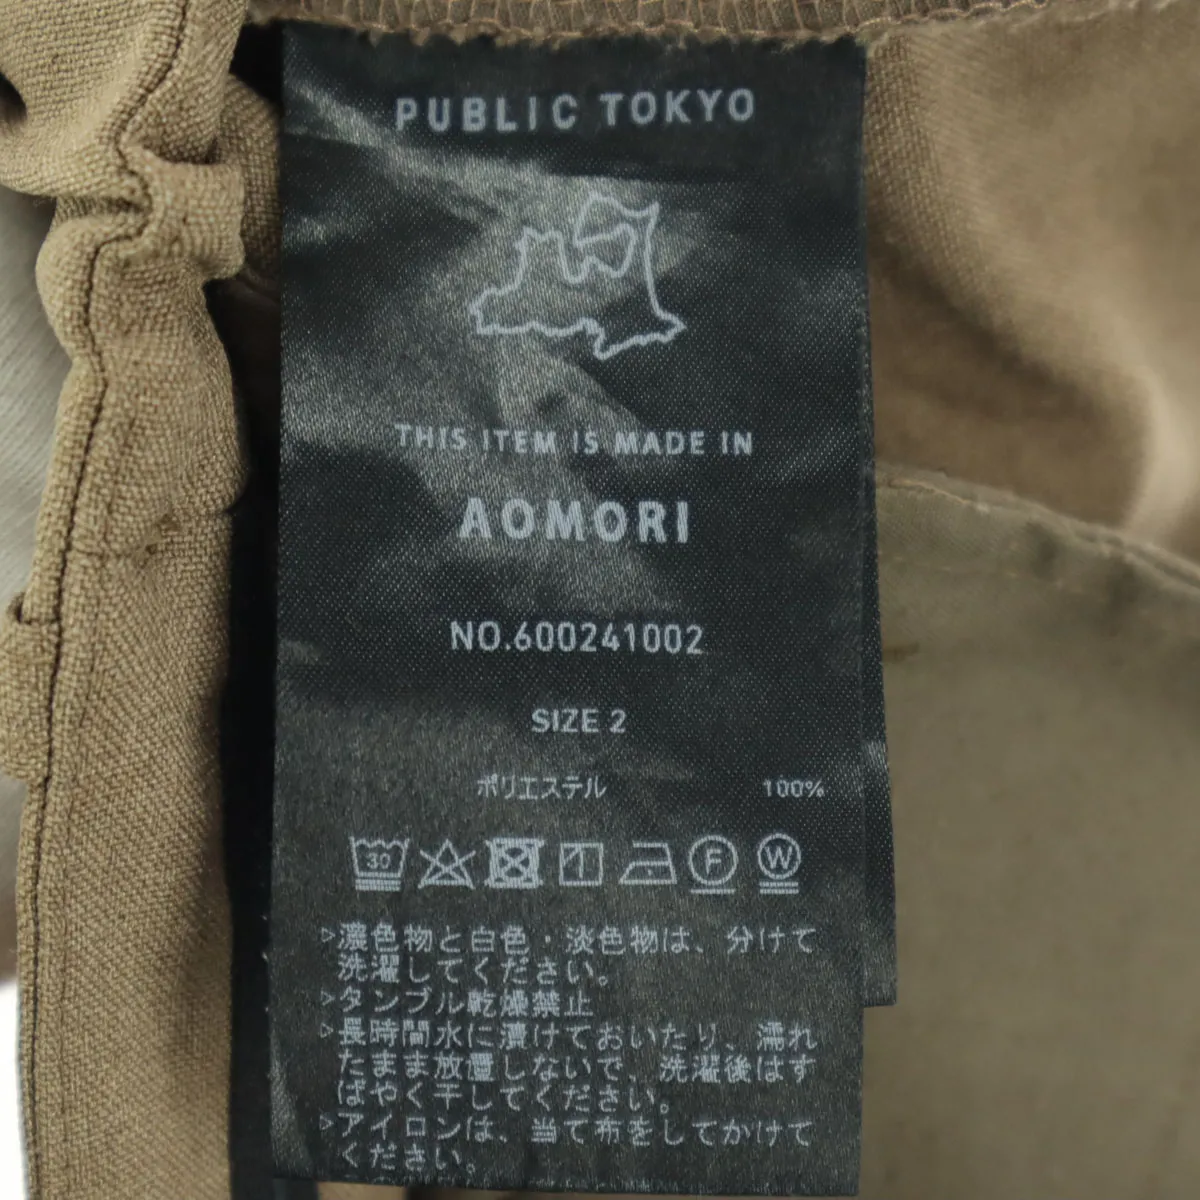 PUBLIC TOKYO
THIS ITEM IS MADE IN
AOMORI
NO.600241002
SIZE 2
ポリエステル 100%
30 F W
>濃色物と白色・淡色物は、分けて
洗濯してください。
>タンブル乾燥禁止
>長時間水に漬けておいたり、濡れ
たまま放置しないで、洗濯後はす
ばやく干してください。
>アイロンは、当て布をしてかけて
ください。